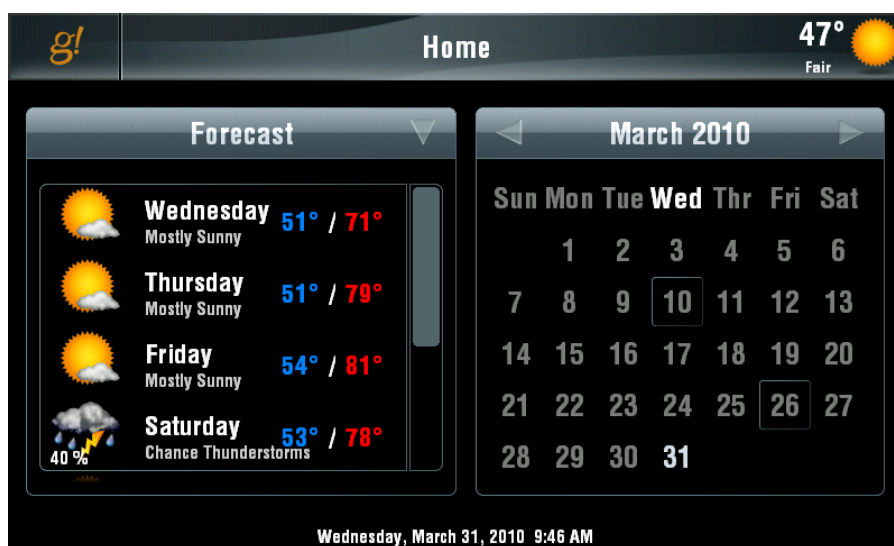 g!
Home
47°
Fair
Forecast
Wednesday 51° / 71°
Mostly Sunny
Thursday 51° / 79°
Mostly Sunny
Friday 54° / 81°
Mostly Sunny
Saturday 53° / 78°
40 % Chance Thunderstorms
March 2010
Sun Mon Tue Wed Thr Fri Sat
1 2 3 4 5 6
7 8 9 10 11 12 13
14 15 16 17 18 19 20
21 22 23 24 25 26 27
28 29 30 31
Wednesday, March 31, 2010 9:46 AM